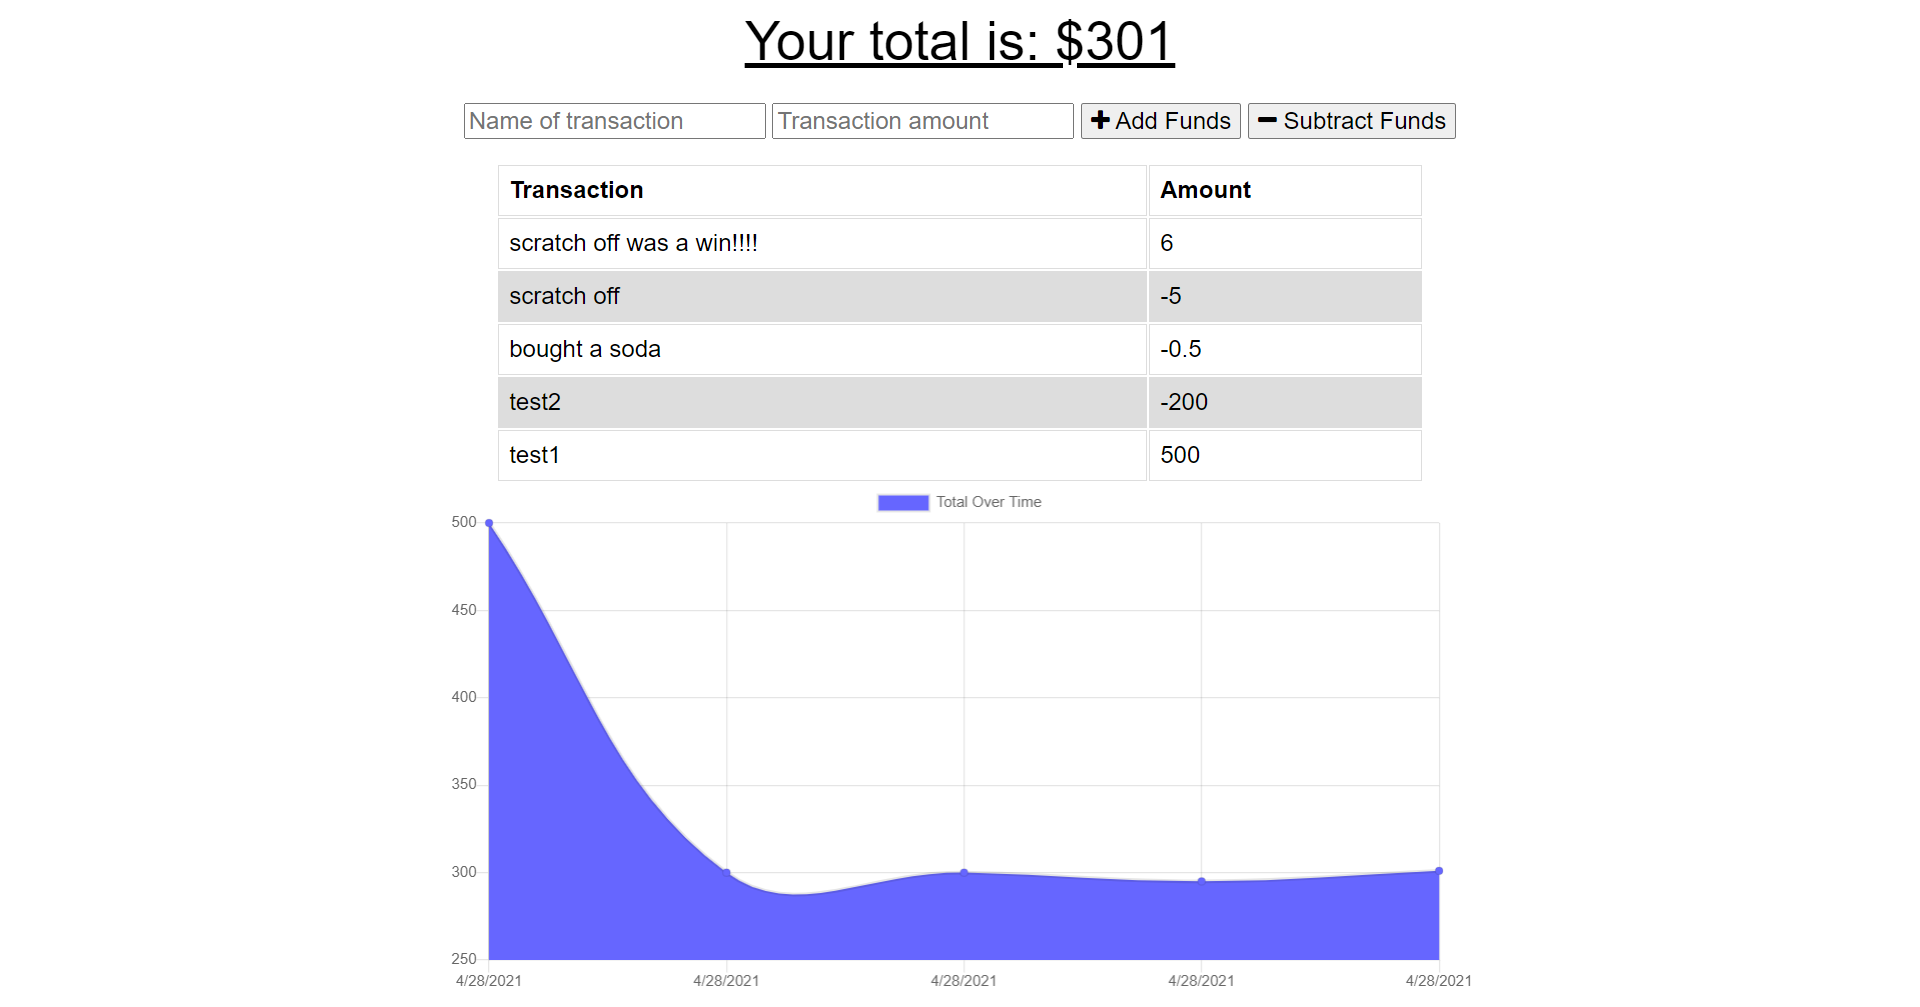 Your total is: $301
Name of transaction Transaction amount Add Funds Subtract Funds
Transaction Amount
scratch off was a win!!!! 6
scratch off -5
bought a soda -0.5
test2 -200
test1 500
Total Over Time
500
450
400
350
300
250
4/28/2021 4/28/2021 4/28/2021 4/28/2021 4/28/2021